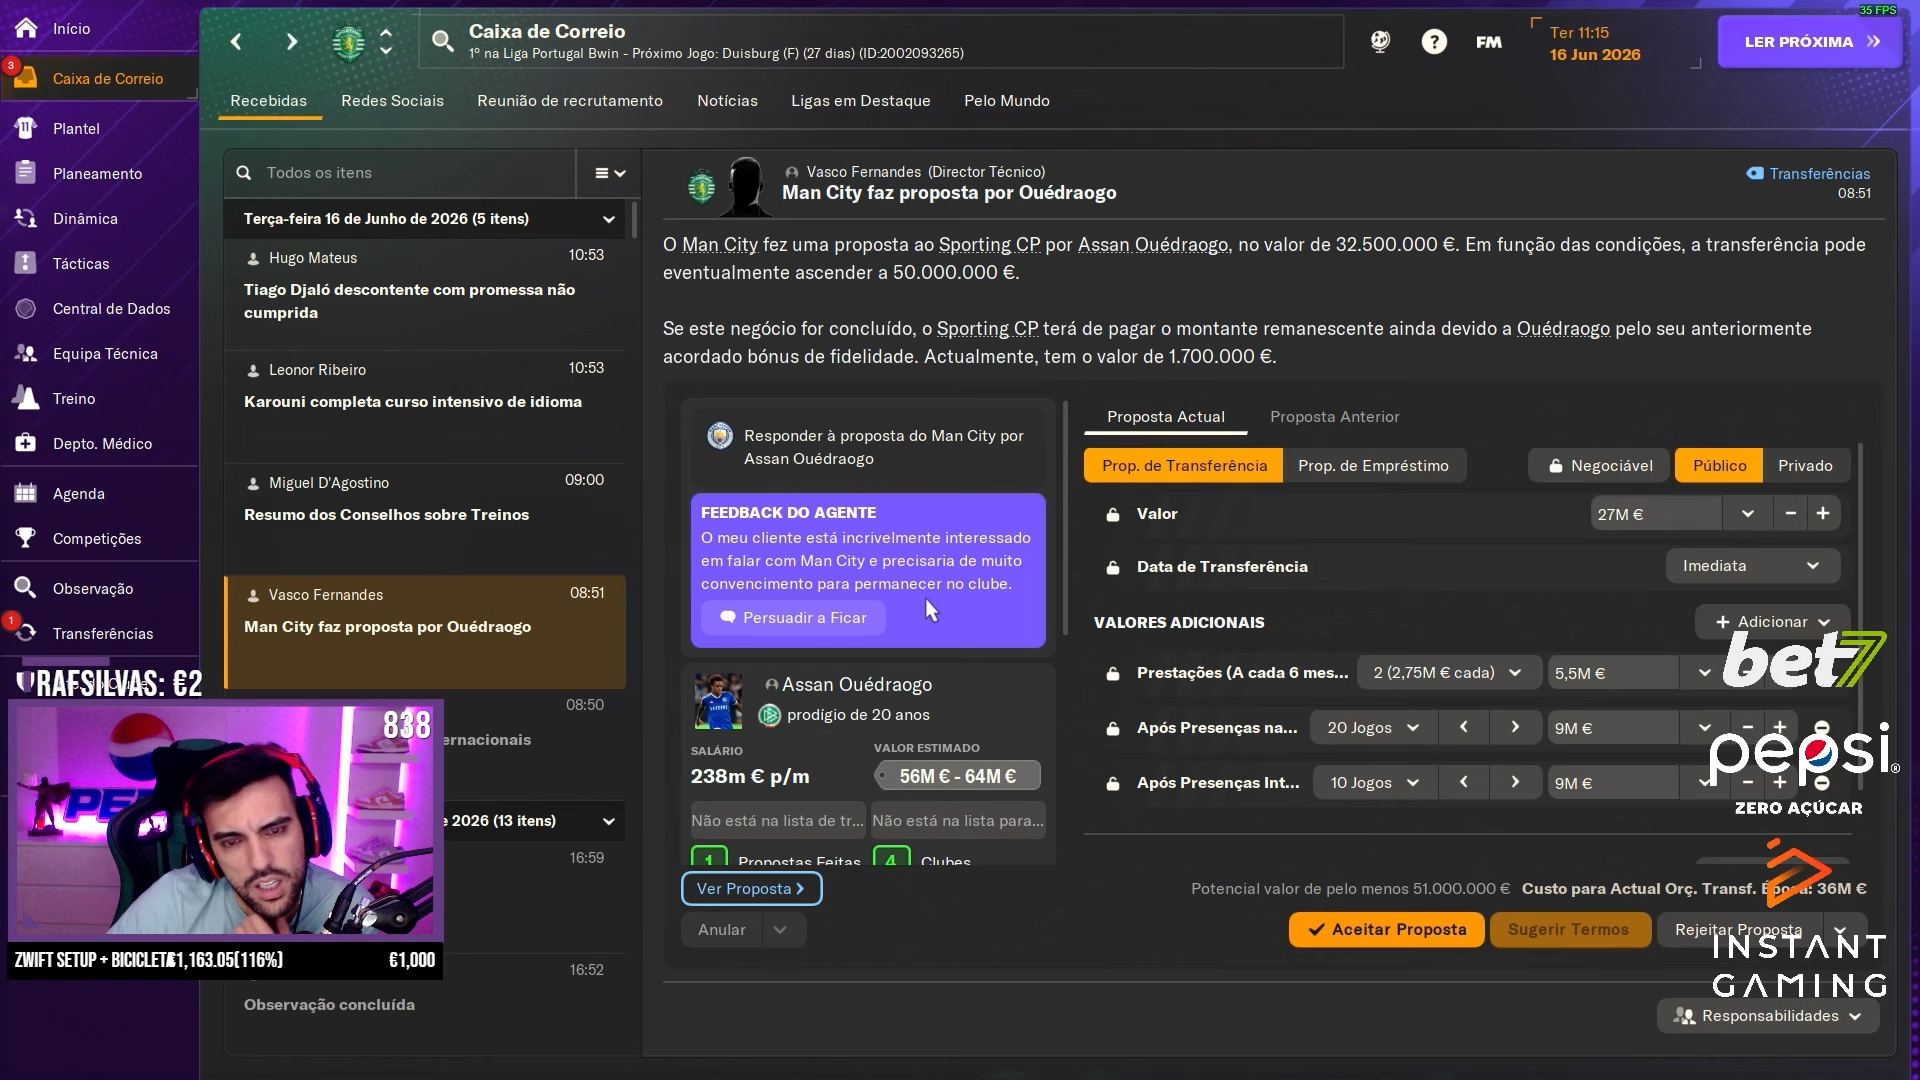 35 FPS
Início
3
Caixa de Correio
Plantel
Planeamento
Dinâmica
Tácticas
Central de Dados
Equipa Técnica
Treino
Depto. Médico
Agenda
Competições
Observação
1
Transferências
Caixa de Correio
1º na Liga Portugal Bwin - Próximo Jogo: Duisburg (F) (27 dias) (ID:2002093265)
?
FM
Ter 11:15
16 Jun 2026
LER PRÓXIMA
Recebidas
Redes Sociais
Reunião de recrutamento
Notícias
Ligas em Destaque
Pelo Mundo
Todos os itens
Terça-feira 16 de Junho de 2026 (5 itens)
Hugo Mateus 10:53
Tiago Djaló descontente com promessa não
cumprida
Leonor Ribeiro 10:53
Karouni completa curso intensivo de idioma
Miguel D'Agostino 09:00
Resumo dos Conselhos sobre Treinos
Vasco Fernandes 08:51
Man City faz proposta por Ouédraogo
08:50
ernacionais
e 2026 (13 itens)
16:59
16:52
Observação concluída
Vasco Fernandes (Director Técnico)
Man City faz proposta por Ouédraogo
Transferências
08:51
O Man City fez uma proposta ao Sporting CP por Assan Ouédraogo, no valor de 32.500.000 €. Em função das condições, a transferência pode
eventualmente ascender a 50.000.000 €.
Se este negócio for concluído, o Sporting CP terá de pagar o montante remanescente ainda devido a Ouédraogo pelo seu anteriormente
acordado bónus de fidelidade. Actualmente, tem o valor de 1.700.000 €.
Responder à proposta do Man City por
Assan Ouédraogo
FEEDBACK DO AGENTE
O meu cliente está incrivelmente interessado
em falar com Man City e precisaria de muito
convencimento para permanecer no clube.
Persuadir a Ficar
Assan Ouédraogo
prodígio de 20 anos
SALÁRIO
238m € p/m
VALOR ESTIMADO
56M € - 64M €
Não está na lista de tr...
Não está na lista para...
1 Propostas Feitas
4 Clubes
Ver Proposta
Anular
Proposta Actual
Proposta Anterior
Prop. de Transferência
Prop. de Empréstimo
Negociável
Público
Privado
Valor
27M €
Data de Transferência
Imediata
VALORES ADICIONAIS
Adicionar
Prestações (A cada 6 mes... 2 (2,75M € cada) 5,5M €
Após Presenças na... 20 Jogos 9M €
Após Presenças Int... 10 Jogos 9M €
Potencial valor de pelo menos 51.000.000 € Custo para Actual Orç. Transf. Época: 36M €
Aceitar Proposta
Sugerir Termos
Rejeitar Proposta
Responsabilidades
bet7
pepsi
ZERO AÇÚCAR
INSTANT
GAMING
RAFSILVAS: €2
838
ZWIFT SETUP + BICICLETA
€1,163.05(116%)
€1,000